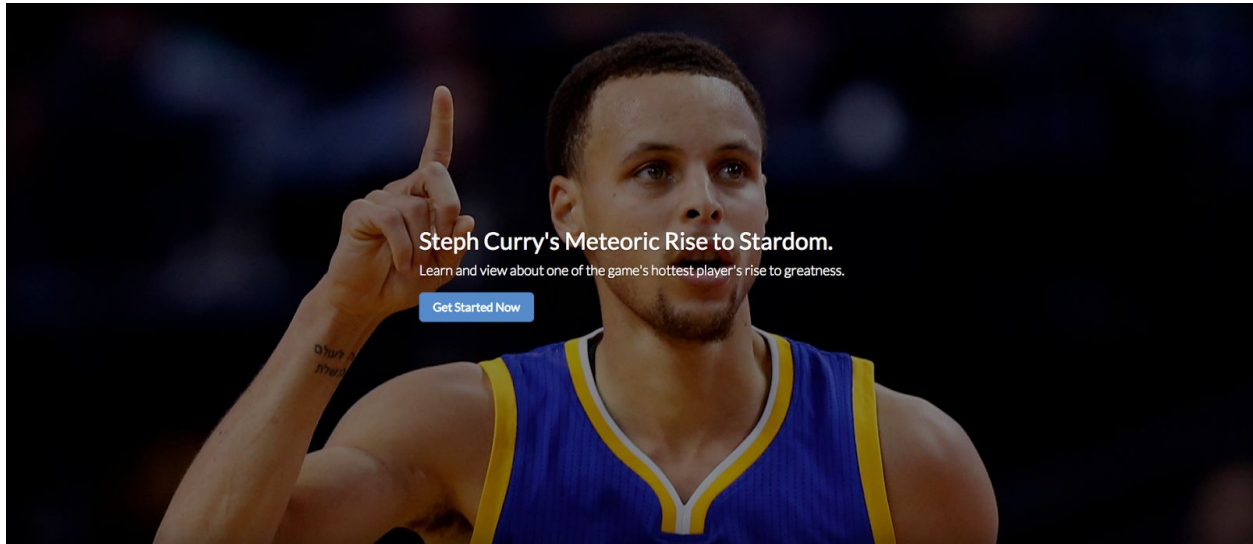 Steph Curry's Meteoric Rise to Stardom.
Learn and view about one of the game's hottest player's rise to greatness.
Get Started Now